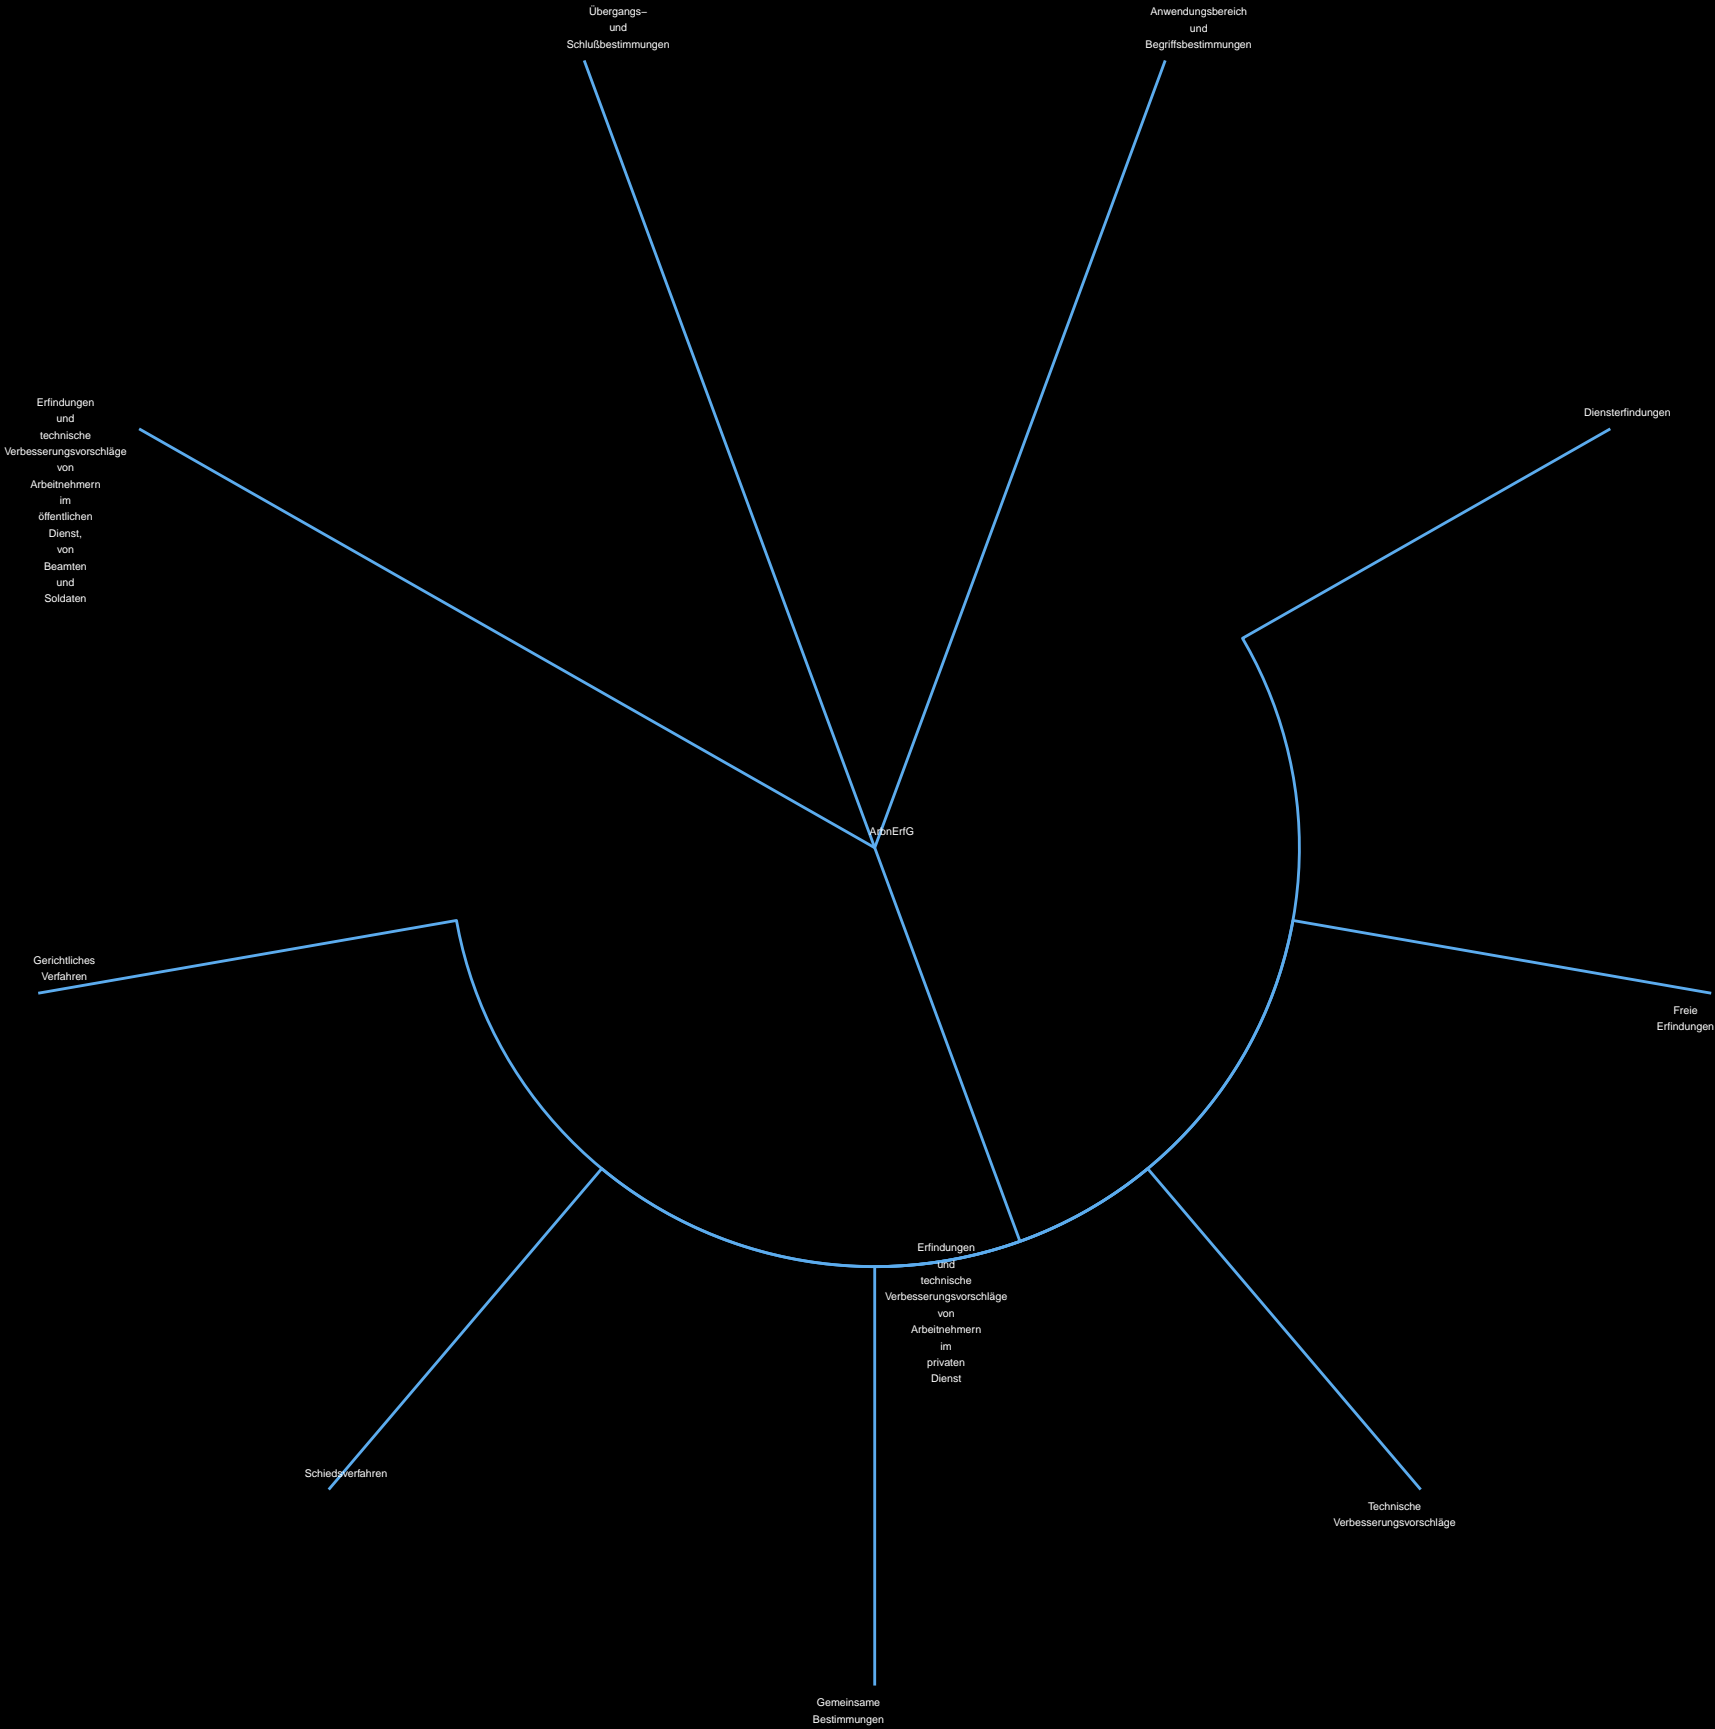 Übergangs–
und
Schlußbestimmungen
Anwendungsbereich
und
Begriffsbestimmungen
Erfindungen
und
technische
Verbesserungsvorschläge
von
Arbeitnehmern
im
öffentlichen
Dienst,
von
Beamten
und
Soldaten
Diensterfindungen
ArbnErfG
Gerichtliches
Verfahren
Freie
Erfindungen
Erfindungen
und
technische
Verbesserungsvorschläge
von
Arbeitnehmern
im
privaten
Dienst
Schiedsverfahren
Technische
Verbesserungsvorschläge
Gemeinsame
Bestimmungen